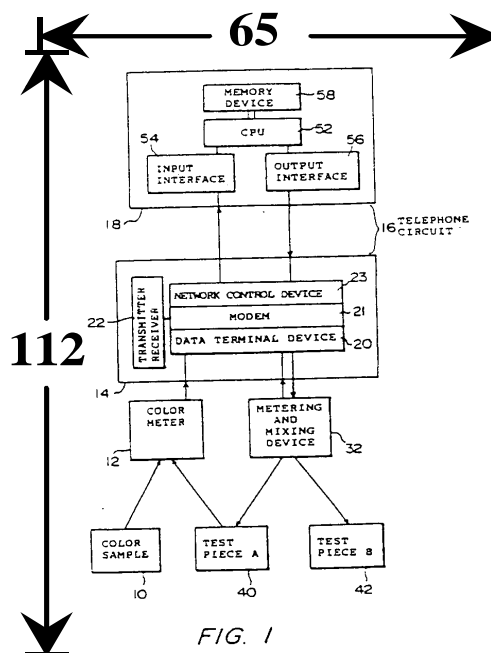 65
112
MEMORY
DEVICE
58
CPU
52
54
56
INPUT
INTERFACE
OUTPUT
INTERFACE
18
16 TELEPHONE
CIRCUIT
TRANSMITTER
RECEIVER
22
NETWORK CONTROL DEVICE
23
MODEM
21
DATA TERMINAL DEVICE
20
14
COLOR
METER
12
METERING
AND
MIXING
DEVICE
32
COLOR
SAMPLE
10
TEST
PIECE A
40
TEST
PIECE B
42
FIG. 1